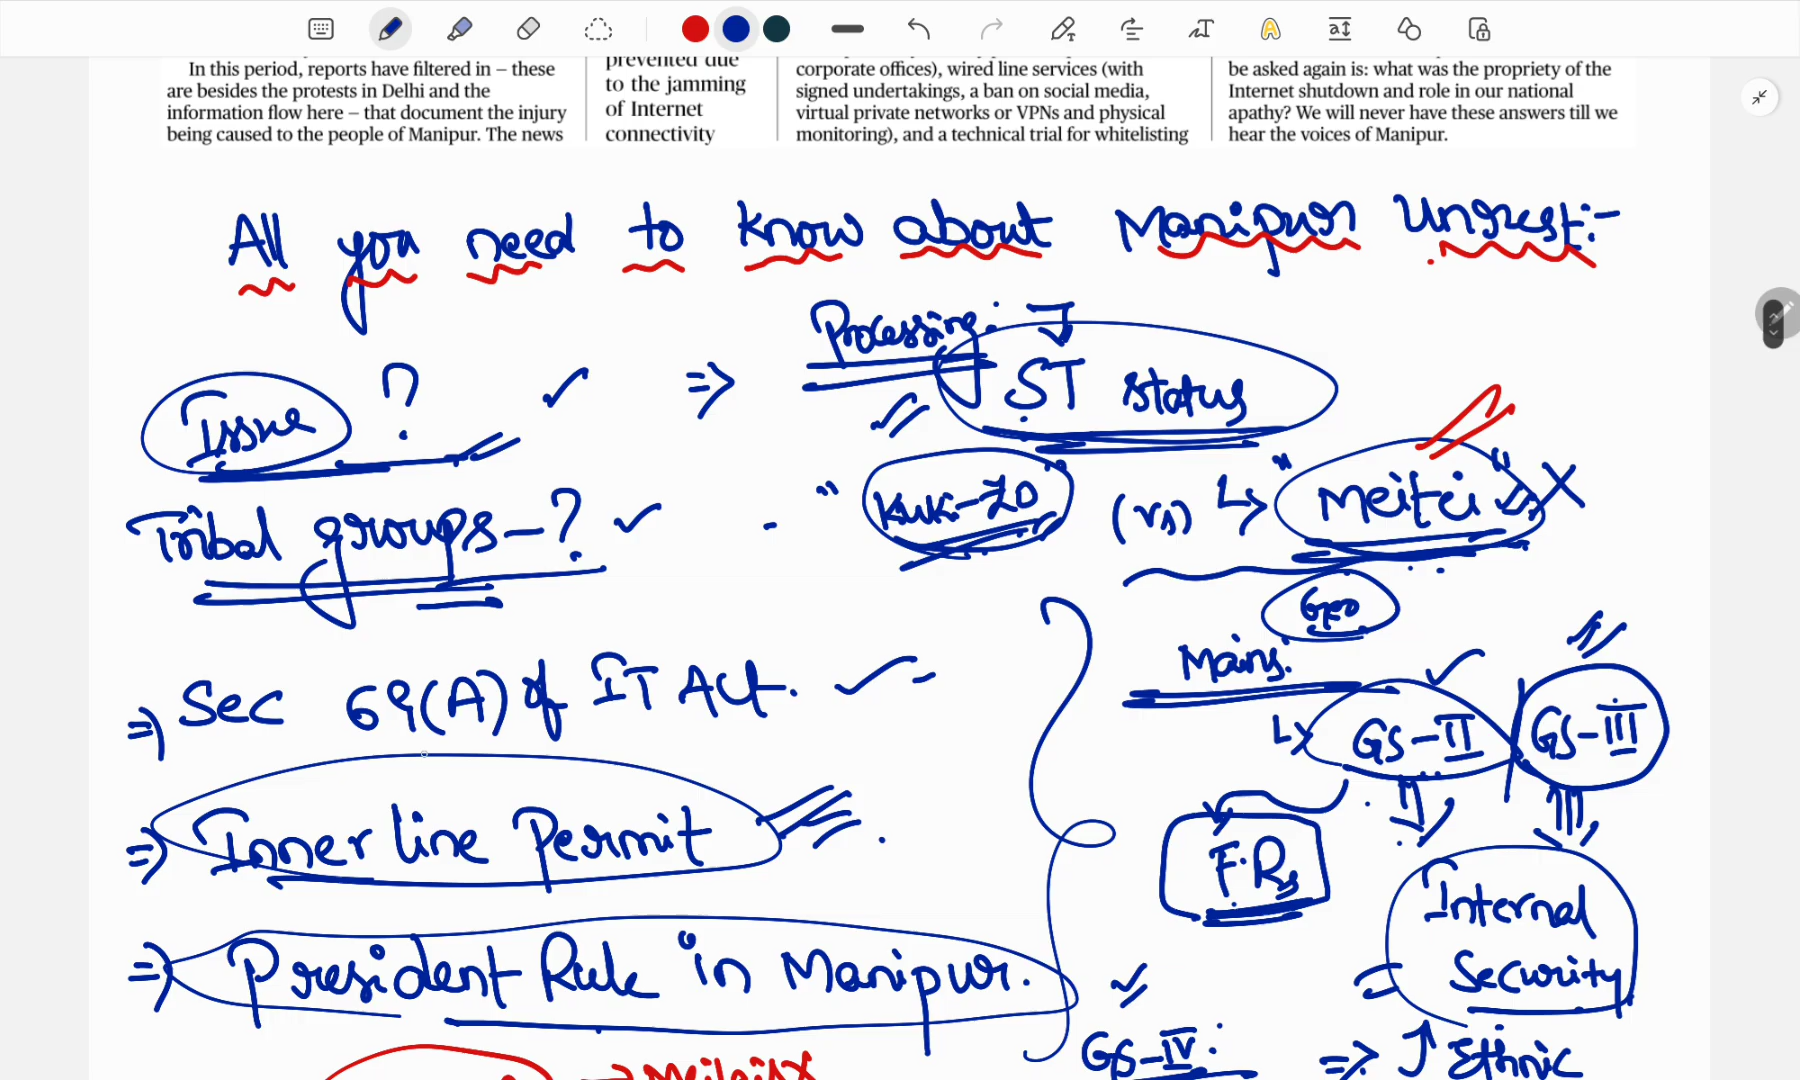 In this period, reports have filtered in – these
are besides the protests in Delhi and the
information flow here – that document the injury
being caused to the people of Manipur. The news
prevented due
to the jamming
of Internet
connectivity
corporate offices), wired line services (with
signed undertakings, a ban on social media,
virtual private networks or VPNs and physical
monitoring), and a technical trial for whitelisting
be asked again is: what was the propriety of the
Internet shutdown and role in our national
apathy? We will never have these answers till we
hear the voices of Manipur.
All you need to know about Manipur Unrest:-
Issue ? ✓ ⇒ Processing: ST status
Tribal groups - ? ✓ "Kuki-Zo" (vs) "Meitei" X
Geo
⇒ Sec 69(A) of IT Act. ✓
Mains:
GS-II GS-III
⇒ Inner line Permit
F.Rs
Internal
Security
⇒ President Rule in Manipur.
GS-IV: ⇒ ↑ Ethnic